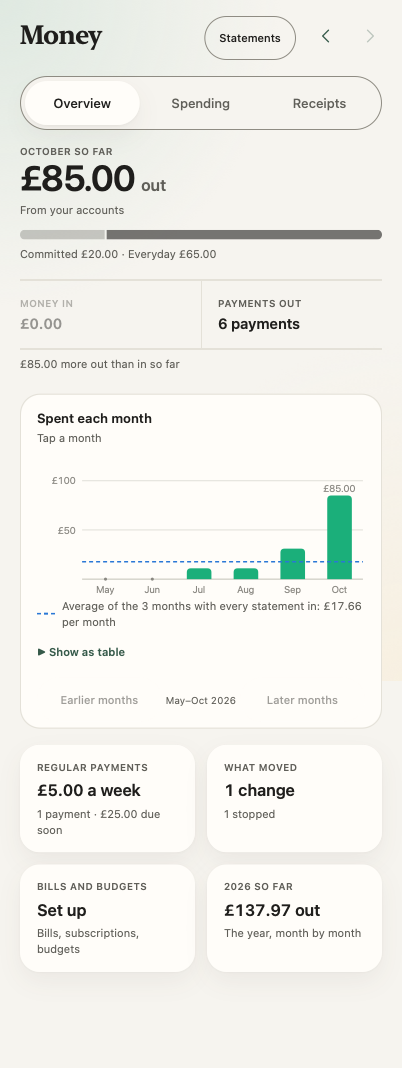 Money
Statements
Overview
Spending
Receipts
OCTOBER SO FAR
£85.00 out
From your accounts
Committed £20.00 · Everyday £65.00
MONEY IN
£0.00
PAYMENTS OUT
6 payments
£85.00 more out than in so far
Spent each month
Tap a month
£100
£50
£85.00
May
Jun
Jul
Aug
Sep
Oct
Average of the 3 months with every statement in: £17.66
per month
Show as table
Earlier months
May–Oct 2026
Later months
REGULAR PAYMENTS
£5.00 a week
1 payment · £25.00 due
soon
WHAT MOVED
1 change
1 stopped
BILLS AND BUDGETS
Set up
Bills, subscriptions,
budgets
2026 SO FAR
£137.97 out
The year, month by month